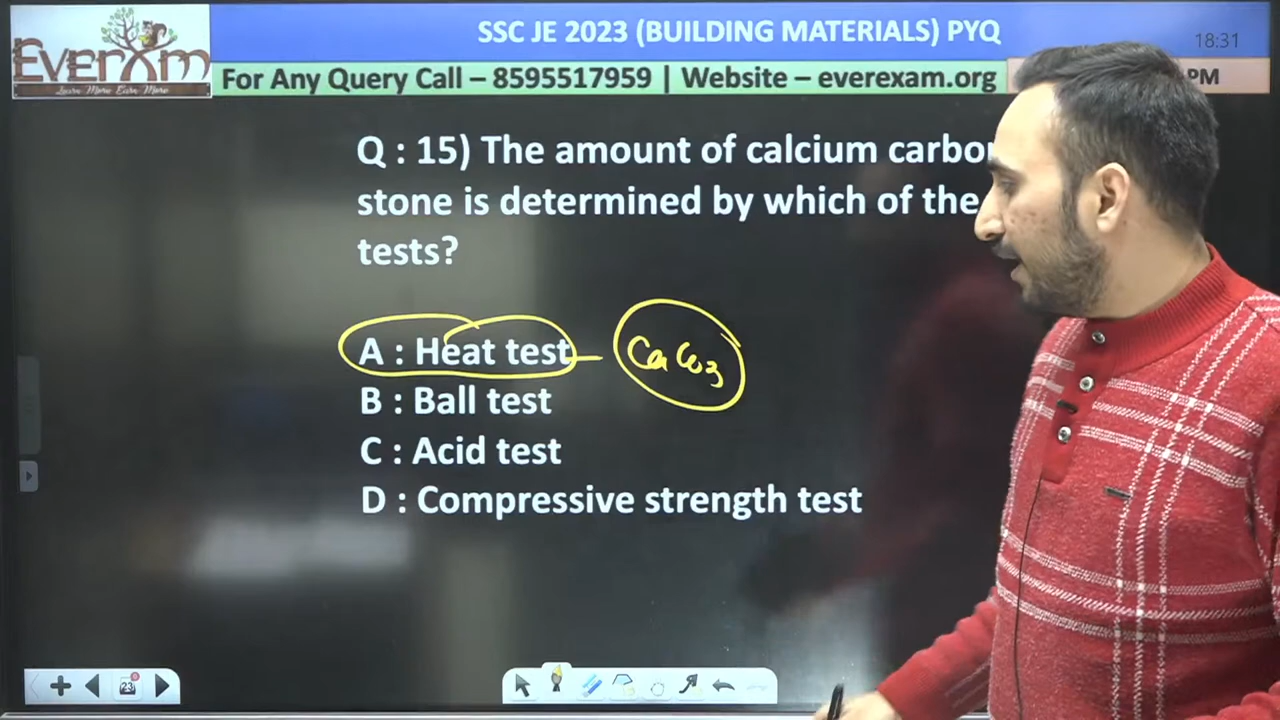 EverExam
Learn More Earn More
SSC JE 2023 (BUILDING MATERIALS) PYQ
18:31
For Any Query Call – 8595517959 | Website – everexam.org
PM
Q : 15) The amount of calcium carbo
stone is determined by which of the
tests?
A : Heat test
CaCO3
B : Ball test
C : Acid test
D : Compressive strength test
23